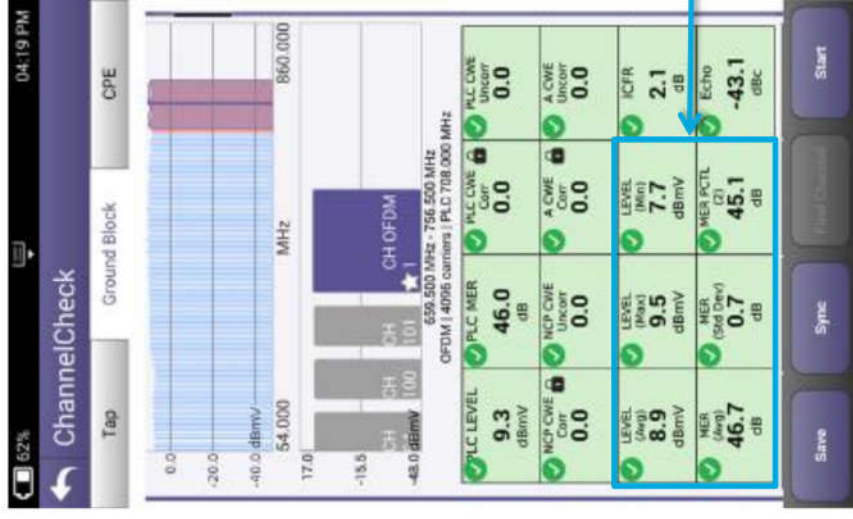 62% 04:19 PM
ChannelCheck
Tap Ground Block CPE
0.0
-20.0
-40.0 dBmV
54.000 MHz 860.000
17.0
-15.5
-48.0 dBmV
CH CH 100 CH 101 CH OFDM 1
659.500 MHz - 756.500 MHz
OFDM | 4096 carriers | PLC 708.000 MHz
PLC LEVEL PLC MER PLC CWE Corr PLC CWE Uncorr
9.3 dBmV 46.0 dB 0.0 0.0
NCP CWE Corr NCP CWE Uncorr A CWE Corr A CWE Uncorr
0.0 0.0 0.0 0.0
LEVEL (Avg) LEVEL (Max) LEVEL (Min) ICFR
8.9 dBmV 9.5 dBmV 7.7 dBmV 2.1 dB
MER (Avg) MER (Std Dev) MER PCTL (2) Echo
46.7 dB 0.7 dB 45.1 dB -43.1 dBc
Save Sync Find Channel Start